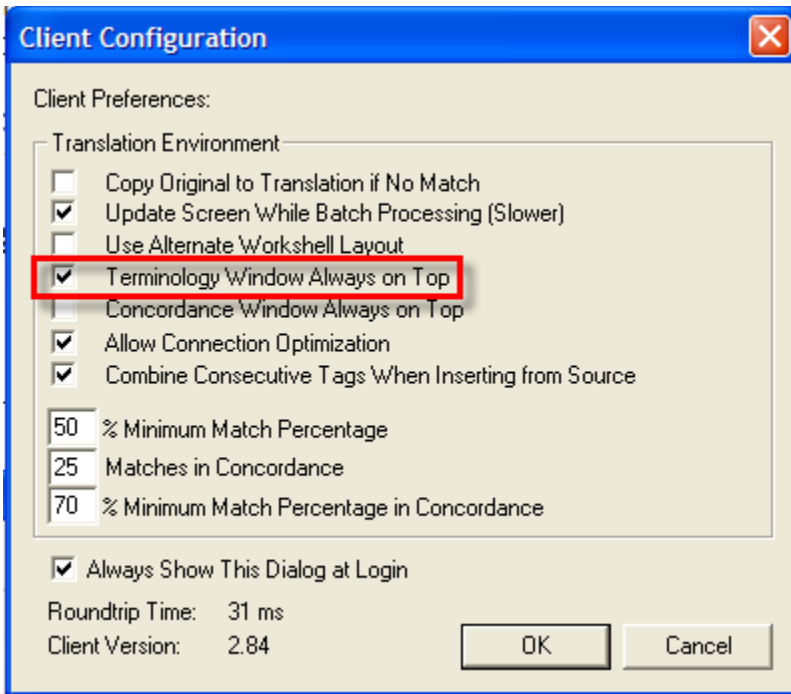 Client Configuration
Client Preferences:
Translation Environment
Copy Original to Translation if No Match
Update Screen While Batch Processing (Slower)
Use Alternate Workshell Layout
Terminology Window Always on Top
Concordance Window Always on Top
Allow Connection Optimization
Combine Consecutive Tags When Inserting from Source
50 % Minimum Match Percentage
25 Matches in Concordance
70 % Minimum Match Percentage in Concordance
Always Show This Dialog at Login
Roundtrip Time: 31 ms
Client Version: 2.84
OK Cancel